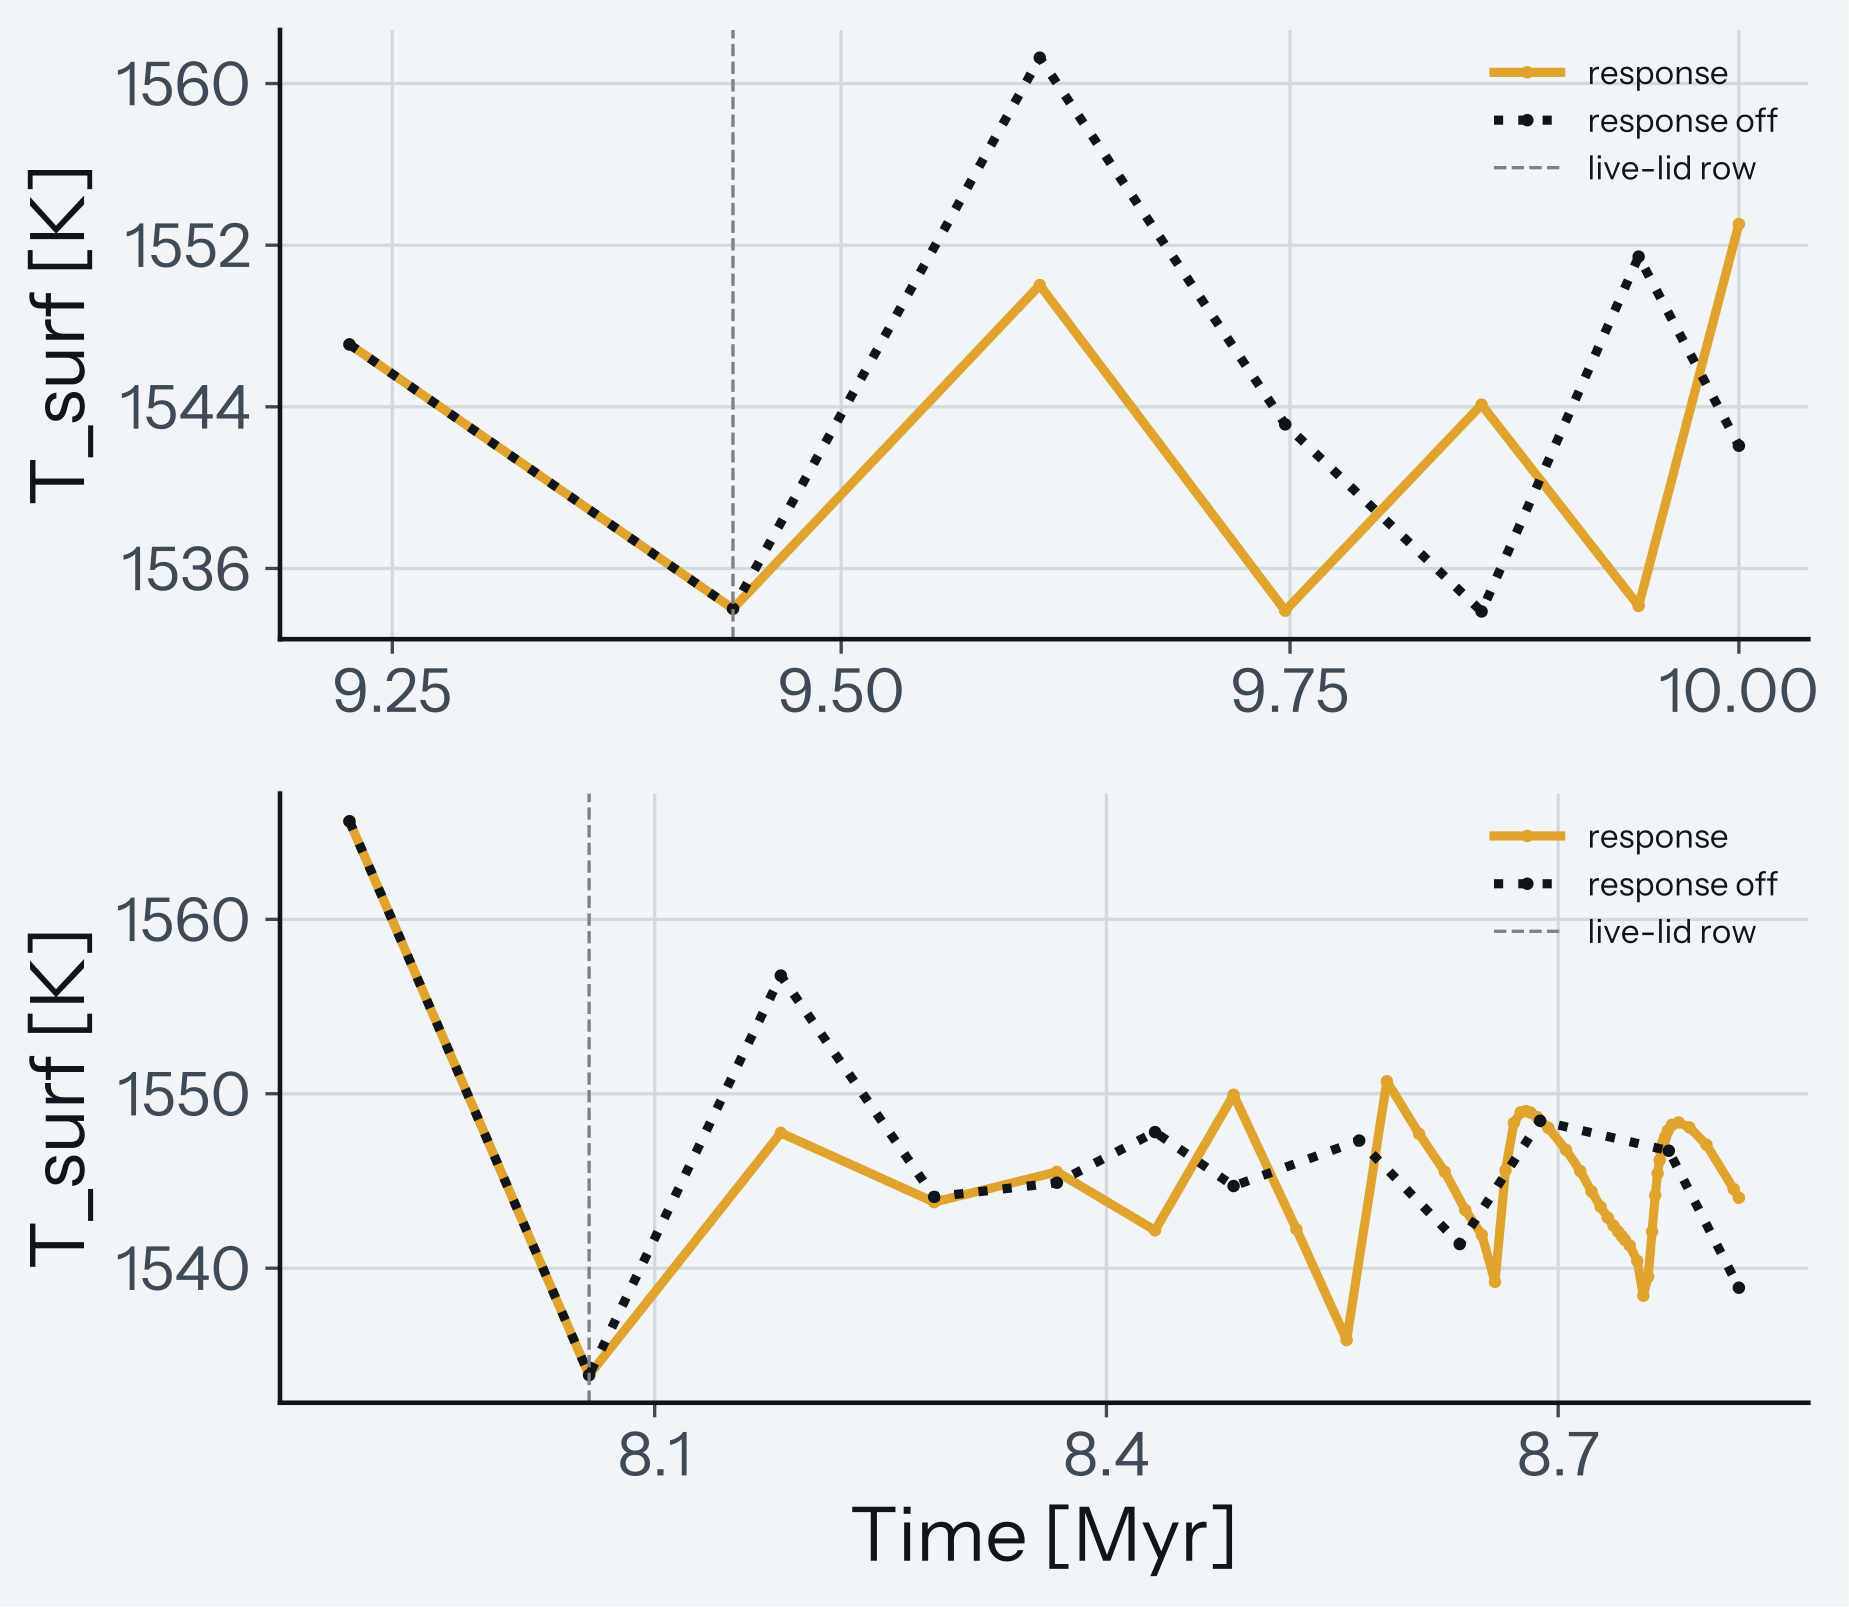 T_surf [K]
1560
1552
1544
1536
response
response off
live-lid row
9.25 9.50 9.75 10.00
T_surf [K]
1560
1550
1540
response
response off
live-lid row
8.1 8.4 8.7
Time [Myr]